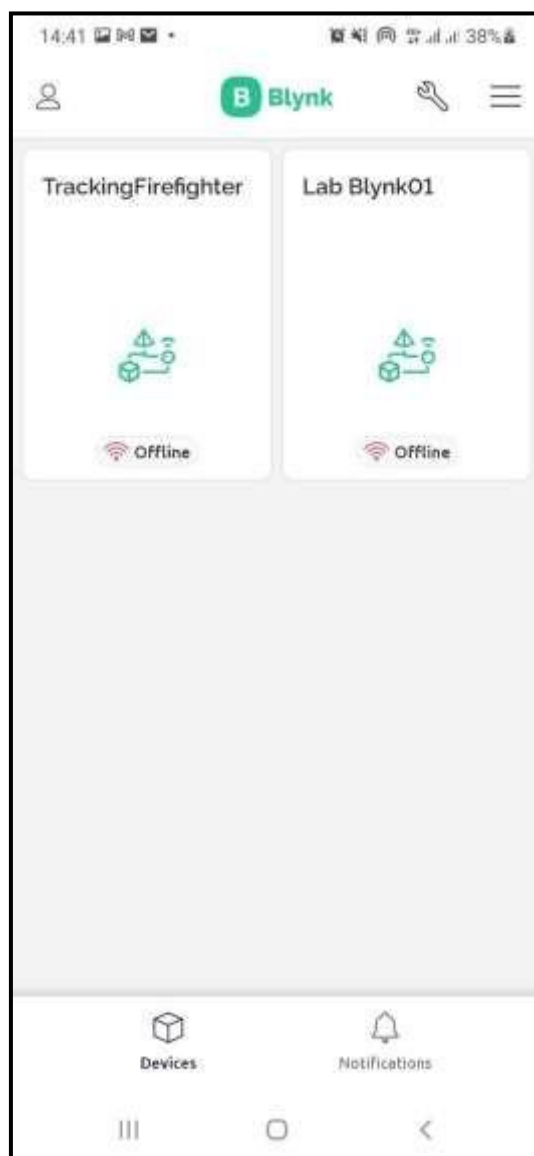 14:41 38%
B Blynk
TrackingFirefighter Lab Blynk01
Offline Offline
Devices Notifications